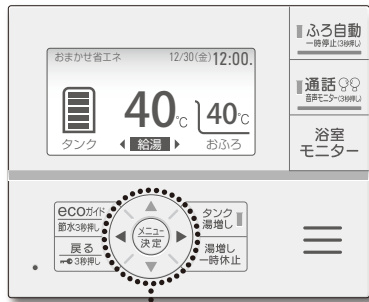 おまかせ省エネ 12/30(金)12:00.
40℃ 40℃
タンク 給湯 おふろ
ふろ自動
一時停止(3秒押し)
通話
音声モニター(3秒押し)
浴室
モニター
ecoガイド
節水3秒押し
戻る
3秒押し
メニュー
決定
タンク
湯増し
湯増し
一時休止